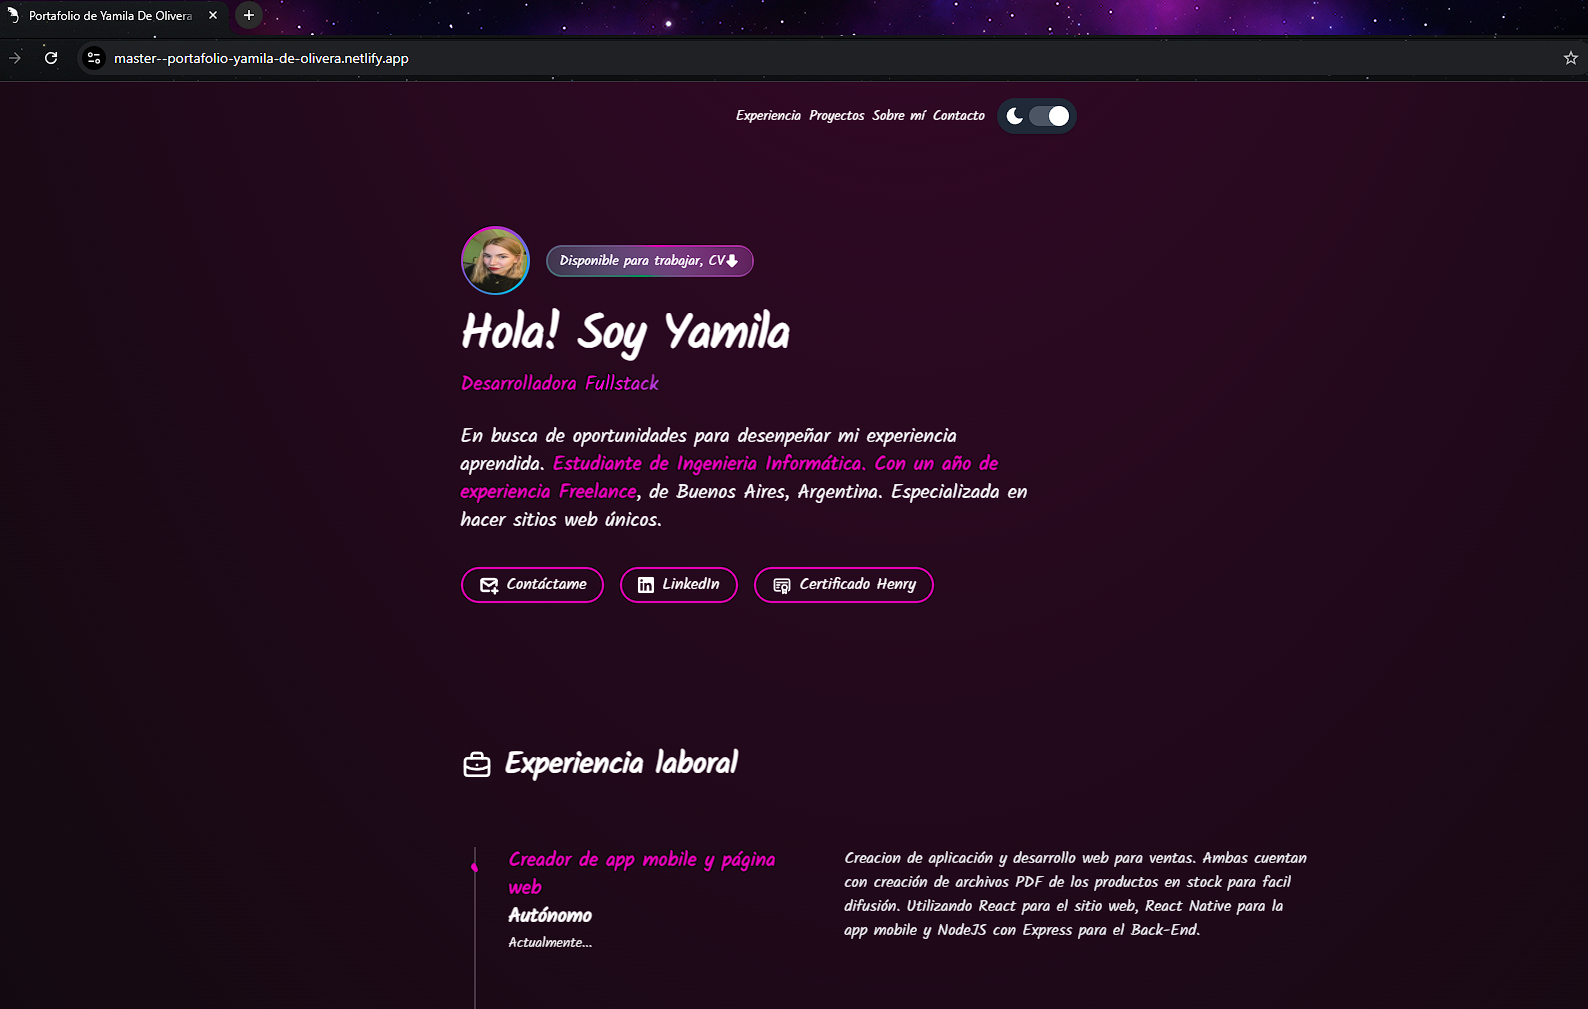 Portafolio de Yamila De Olivera
master--portafolio-yamila-de-olivera.netlify.app
Experiencia Proyectos Sobre mí Contacto
Disponible para trabajar, CV
Hola! Soy Yamila
Desarrolladora Fullstack
En busca de oportunidades para desenpeñar mi experiencia
aprendida. Estudiante de Ingenieria Informática. Con un año de
experiencia Freelance, de Buenos Aires, Argentina. Especializada en
hacer sitios web únicos.
Contáctame
LinkedIn
Certificado Henry
Experiencia laboral
Creador de app mobile y página
web
Autónomo
Actualmente...
Creacion de aplicación y desarrollo web para ventas. Ambas cuentan
con creación de archivos PDF de los productos en stock para facil
difusión. Utilizando React para el sitio web, React Native para la
app mobile y NodeJS con Express para el Back-End.